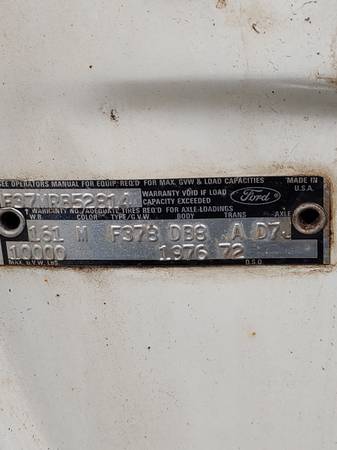 SEE OPERATORS MANUAL FOR EQUIP. REQ'D FOR MAX. GVW & LOAD CAPACITIES
MADE IN U.S.A.
WARRANTY VOID IF LOAD CAPACITY EXCEEDED
Ford
WARRANTY NO./ADEQUATE TIRES REQ'D FOR AXLE LOADINGS
W.B. COLOR TYPE/G.V.W. BODY TRANS AXLE
161 M F378 DB3 A D7J
10000 1976 72
MAX. G.V.W. LBS. D.S.O.